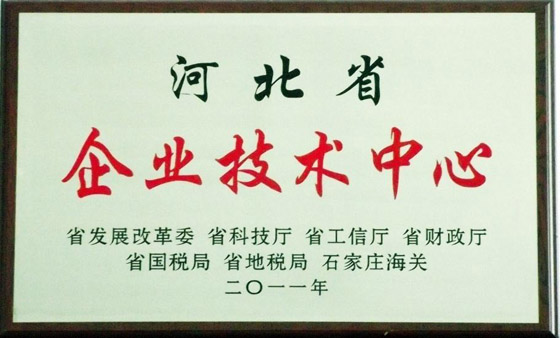 河北省
企业技术中心
省发展改革委 省科技厅 省工信厅 省财政厅
省国税局 省地税局 石家庄海关
二〇一一年